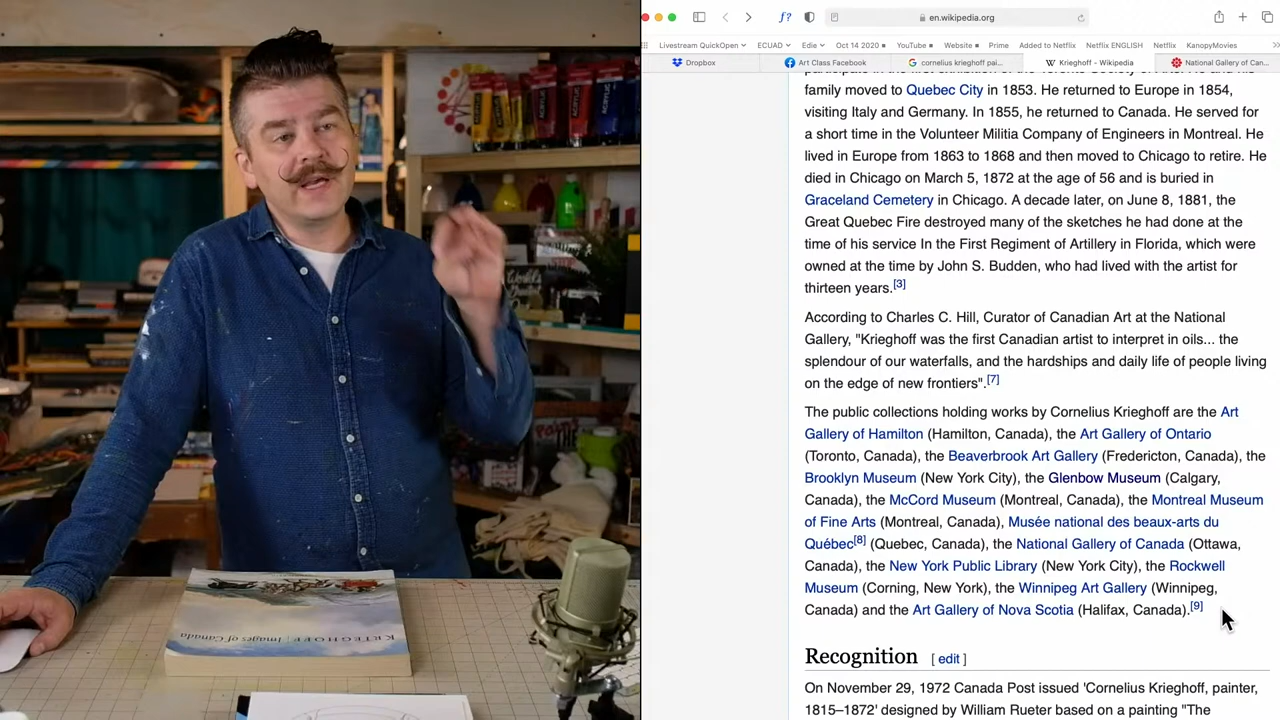 en.wikipedia.org
Livestream QuickOpen ECUAD Edie Oct 14 2020 YouTube Website Prime Added to Netflix Netflix ENGLISH Netflix KanopyMovies
Dropbox Art Class Facebook cornelius krieghoff pai... Krieghoff - Wikipedia National Gallery of Can...
family moved to Quebec City in 1853. He returned to Europe in 1854,
visiting Italy and Germany. In 1855, he returned to Canada. He served for
a short time in the Volunteer Militia Company of Engineers in Montreal. He
lived in Europe from 1863 to 1868 and then moved to Chicago to retire. He
died in Chicago on March 5, 1872 at the age of 56 and is buried in
Graceland Cemetery in Chicago. A decade later, on June 8, 1881, the
Great Quebec Fire destroyed many of the sketches he had done at the
time of his service In the First Regiment of Artillery in Florida, which were
owned at the time by John S. Budden, who had lived with the artist for
thirteen years.[3]
According to Charles C. Hill, Curator of Canadian Art at the National
Gallery, "Krieghoff was the first Canadian artist to interpret in oils... the
splendour of our waterfalls, and the hardships and daily life of people living
on the edge of new frontiers".[7]
The public collections holding works by Cornelius Krieghoff are the Art
Gallery of Hamilton (Hamilton, Canada), the Art Gallery of Ontario
(Toronto, Canada), the Beaverbrook Art Gallery (Fredericton, Canada), the
Brooklyn Museum (New York City), the Glenbow Museum (Calgary,
Canada), the McCord Museum (Montreal, Canada), the Montreal Museum
of Fine Arts (Montreal, Canada), Musée national des beaux-arts du
Québec[8] (Quebec, Canada), the National Gallery of Canada (Ottawa,
Canada), the New York Public Library (New York City), the Rockwell
Museum (Corning, New York), the Winnipeg Art Gallery (Winnipeg,
Canada) and the Art Gallery of Nova Scotia (Halifax, Canada).[9]
Recognition [ edit ]
On November 29, 1972 Canada Post issued 'Cornelius Krieghoff, painter,
1815–1872' designed by William Rueter based on a painting "The
KRIEGHOFF: Images of Canada